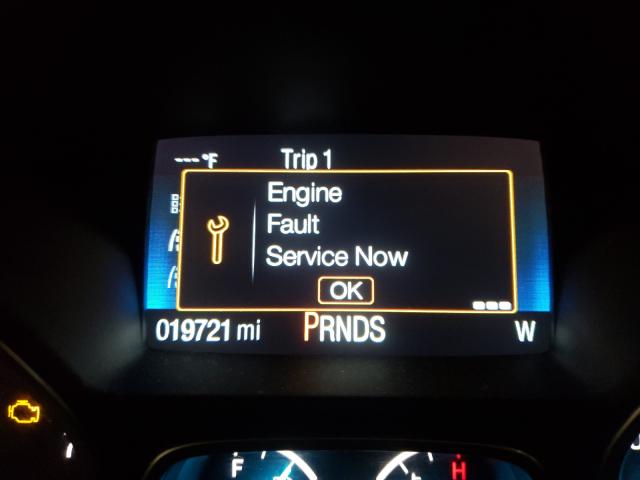 ---°F Trip 1
Engine
Fault
Service Now
OK
019721 mi PRNDS W
F H